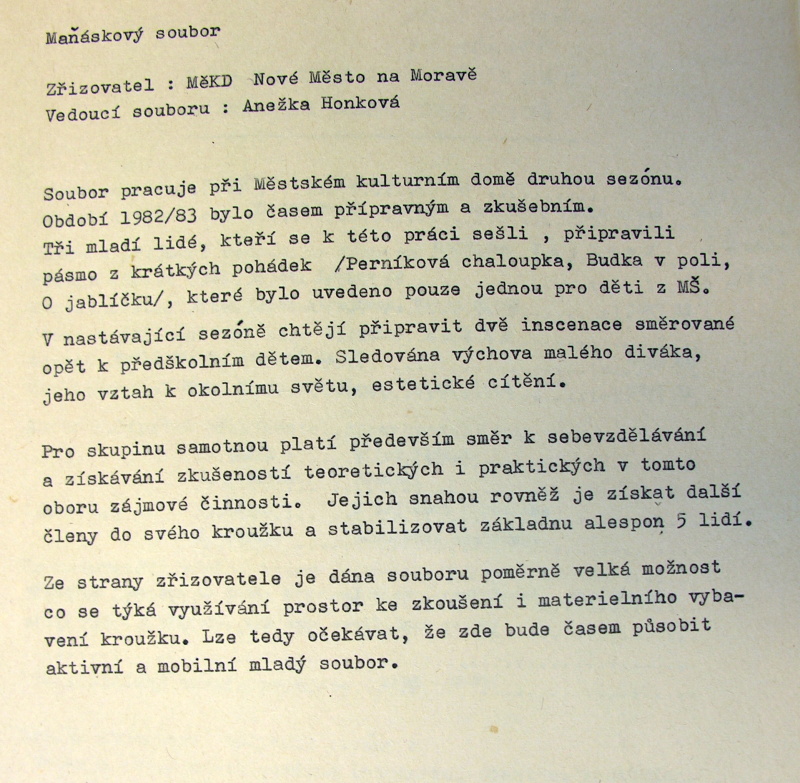 Maňáskový soubor
Zřizovatel : MěKD Nové Město na Moravě
Vedoucí souboru : Anežka Honková
Soubor pracuje při Městském kulturním domě druhou sezónu.
Období 1982/83 bylo časem přípravným a zkušebním.
Tři mladí lidé, kteří se k této práci sešli , připravili
pásmo z krátkých pohádek /Perníková chaloupka, Budka v poli,
O jablíčku/, které bylo uvedeno pouze jednou pro děti z MŠ.
V nastávající sezóně chtějí připravit dvě inscenace směrované
opět k předškolním dětem. Sledována výchova malého diváka,
jeho vztah k okolnímu světu, estetické cítění.
Pro skupinu samotnou platí především směr k sebevzdělávání
a získávání zkušeností teoretických i praktických v tomto
oboru zájmové činnosti. Jejich snahou rovněž je získat další
členy do svého kroužku a stabilizovat základnu alespon 5 lidí.
Ze strany zřizovatele je dána souboru poměrně velká možnost
co se týká využívání prostor ke zkoušení i materielního vyba-
vení kroužku. Lze tedy očekávat, že zde bude časem působit
aktivní a mobilní mladý soubor.